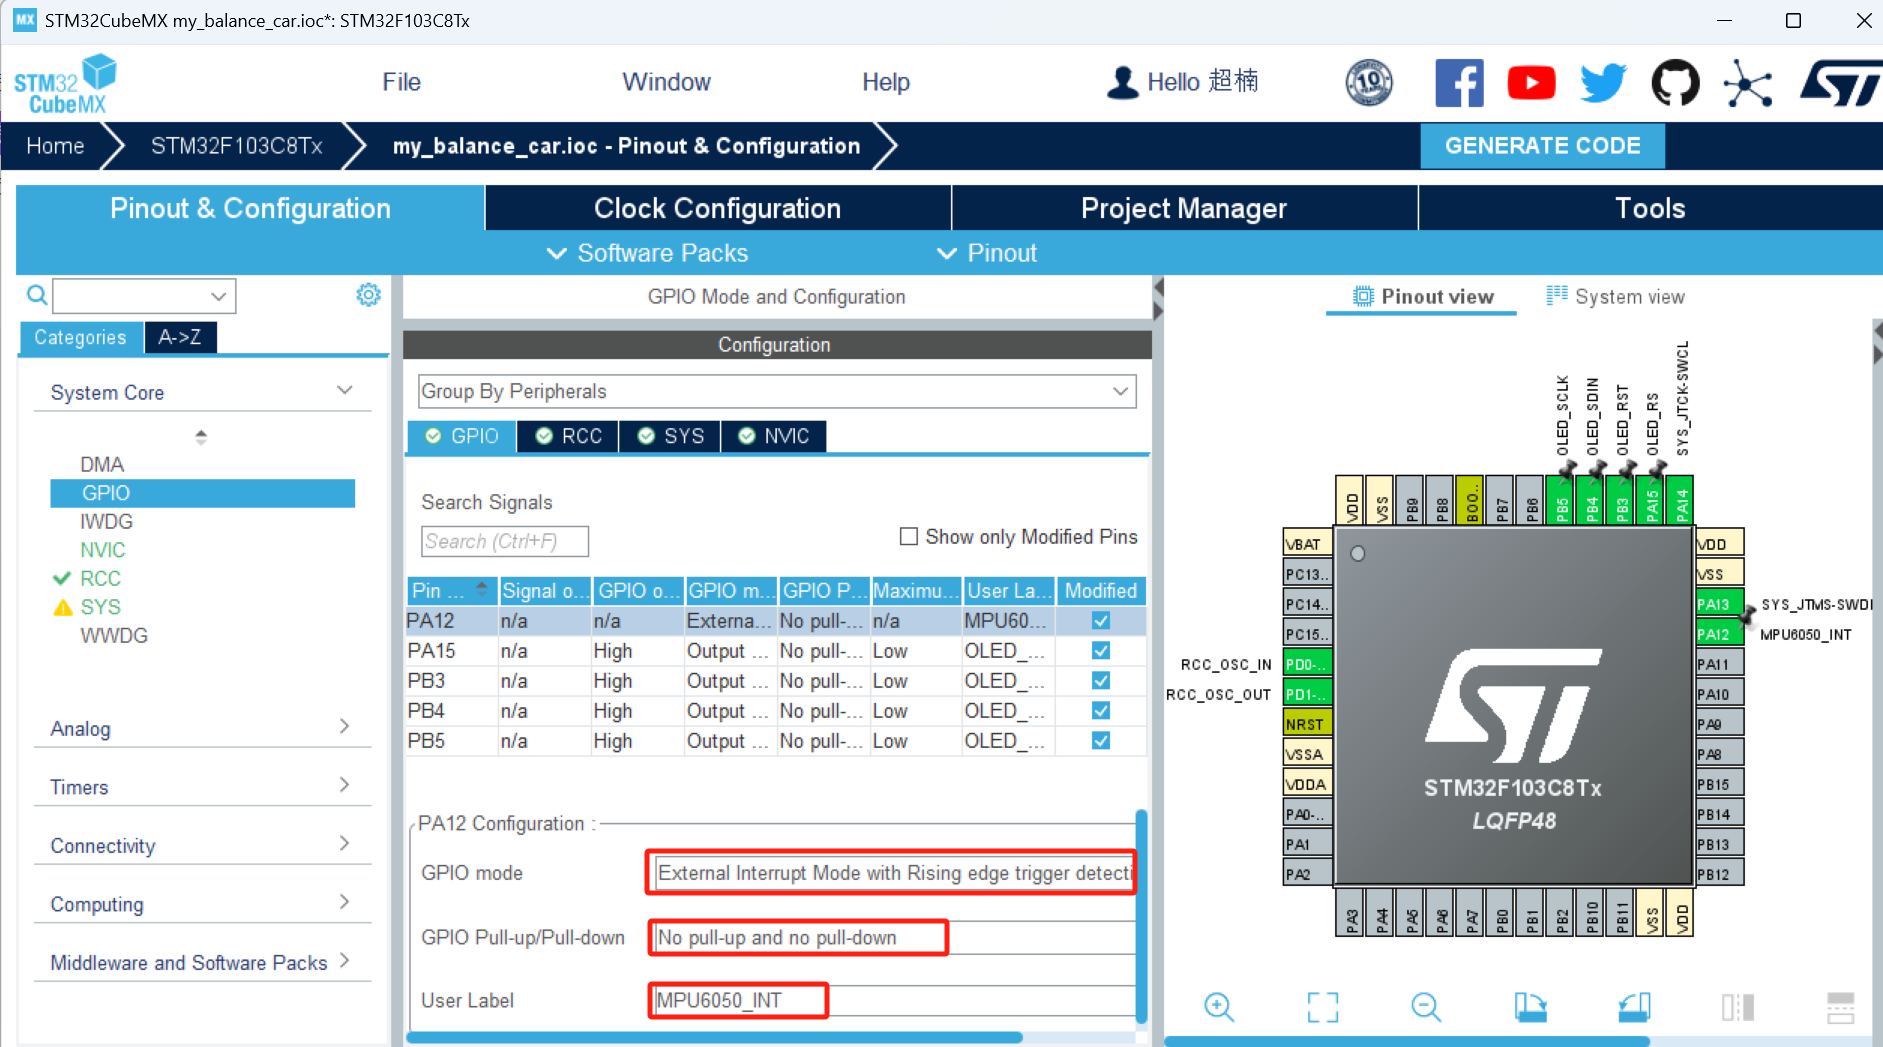 MX STM32CubeMX my_balance_car.ioc*: STM32F103C8Tx
STM32
CubeMX
File
Window
Help
Hello 超楠
10
Home
STM32F103C8Tx
my_balance_car.ioc - Pinout & Configuration
GENERATE CODE
Pinout & Configuration
Clock Configuration
Project Manager
Tools
Software Packs
Pinout
Categories
A->Z
System Core
DMA
GPIO
IWDG
NVIC
RCC
SYS
WWDG
Analog
Timers
Connectivity
Computing
Middleware and Software Packs
GPIO Mode and Configuration
Configuration
Group By Peripherals
GPIO
RCC
SYS
NVIC
Search Signals
Search (Ctrl+F)
Show only Modified Pins
Pin ... Signal o... GPIO o... GPIO m... GPIO P... Maximu... User La... Modified
PA12 n/a n/a Externa... No pull-... n/a MPU60...
PA15 n/a High Output ... No pull-... Low OLED_...
PB3 n/a High Output ... No pull-... Low OLED_...
PB4 n/a High Output ... No pull-... Low OLED_...
PB5 n/a High Output ... No pull-... Low OLED_...
PA12 Configuration :
GPIO mode
External Interrupt Mode with Rising edge trigger detecti
GPIO Pull-up/Pull-down
No pull-up and no pull-down
User Label
MPU6050_INT
Pinout view
System view
OLED_SCLK
OLED_SDIN
OLED_RST
OLED_RS
SYS_JTCK-SWCL
VDD
VSS
PB9
PB8
BOO..
PB7
PB6
PB5
PB4
PB3
PA15
PA14
VBAT
PC13..
PC14..
PC15..
RCC_OSC_IN PD0-..
RCC_OSC_OUT PD1-..
NRST
VSSA
VDDA
PA0-..
PA1
PA2
ST
STM32F103C8Tx
LQFP48
VDD
VSS
PA13 SYS_JTMS-SWDI
PA12 MPU6050_INT
PA11
PA10
PA9
PA8
PB15
PB14
PB13
PB12
PA3
PA4
PA5
PA6
PA7
PB0
PB1
PB2
PB10
PB11
VSS
VDD